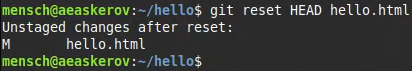 mensch@aeaskerov:~/hello$ git reset HEAD hello.html
Unstaged changes after reset:
M       hello.html
mensch@aeaskerov:~/hello$